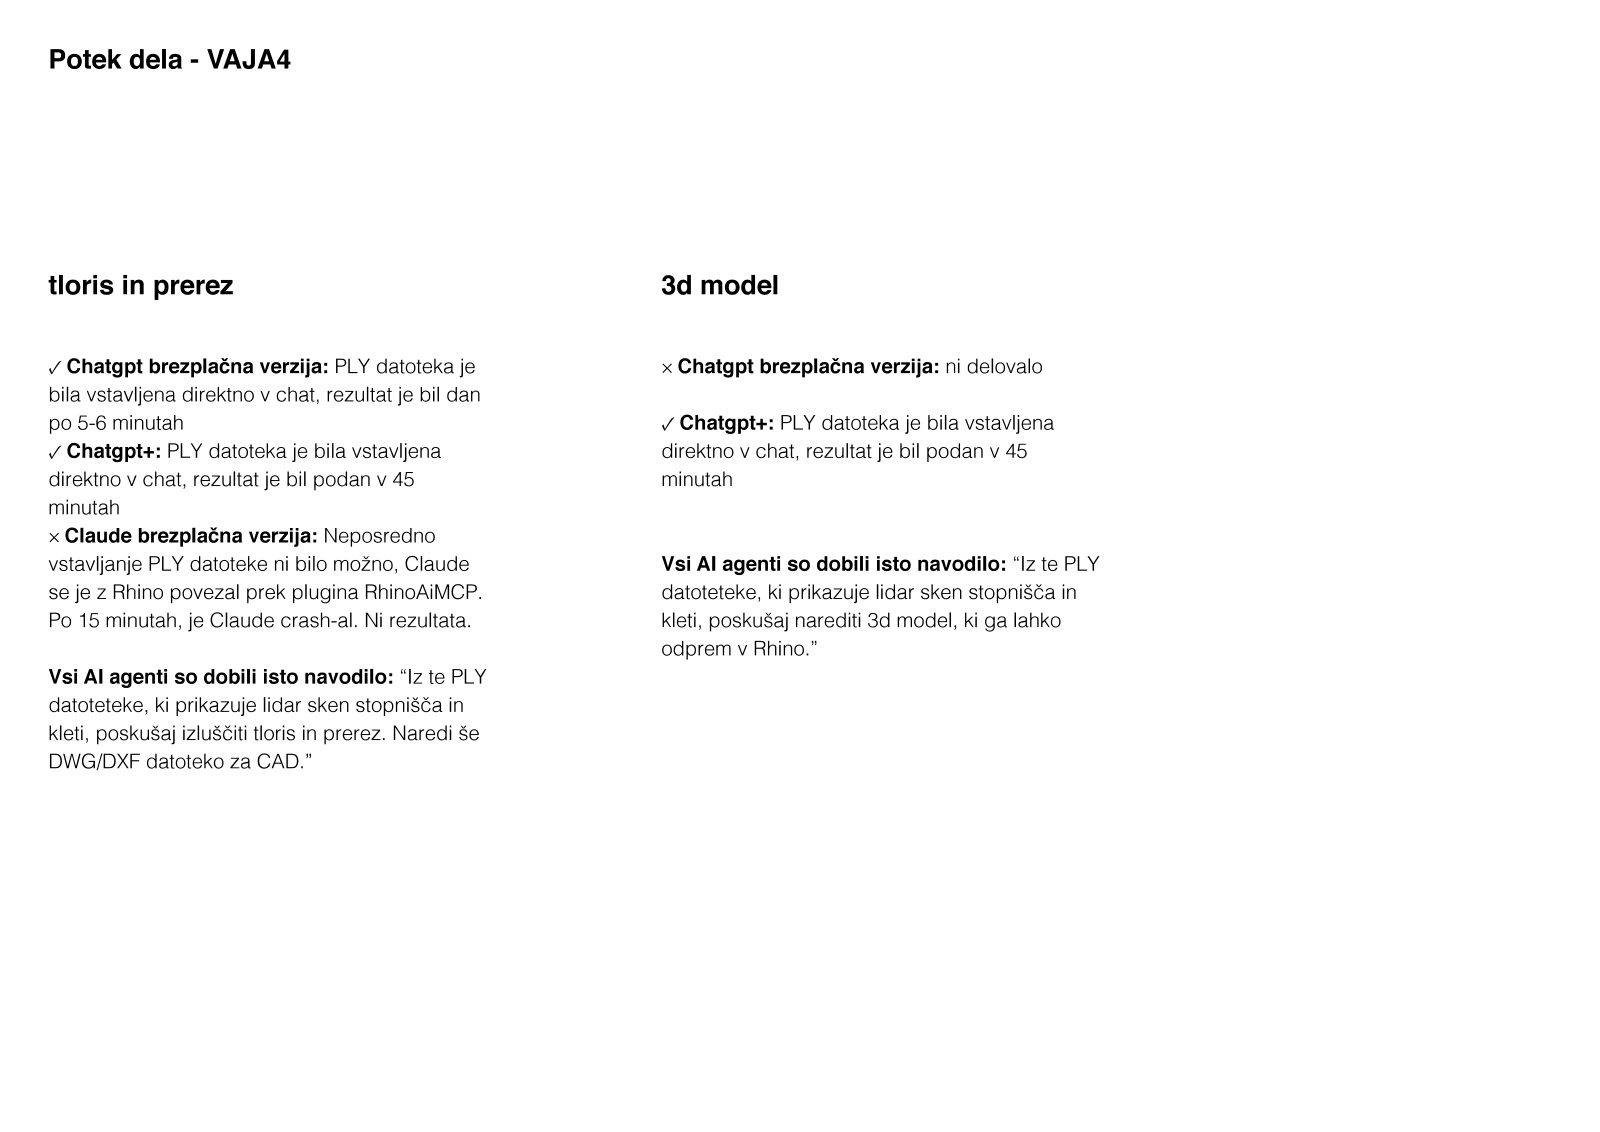 Potek dela - VAJA4
tloris in prerez
✓ Chatgpt brezplačna verzija: PLY datoteka je
bila vstavljena direktno v chat, rezultat je bil dan
po 5-6 minutah
✓ Chatgpt+: PLY datoteka je bila vstavljena
direktno v chat, rezultat je bil podan v 45
minutah
× Claude brezplačna verzija: Neposredno
vstavljanje PLY datoteke ni bilo možno, Claude
se je z Rhino povezal prek plugina RhinoAiMCP.
Po 15 minutah, je Claude crash-al. Ni rezultata.
Vsi AI agenti so dobili isto navodilo: “Iz te PLY
datoteteke, ki prikazuje lidar sken stopnišča in
kleti, poskušaj izluščiti tloris in prerez. Naredi še
DWG/DXF datoteko za CAD.”
3d model
× Chatgpt brezplačna verzija: ni delovalo
✓ Chatgpt+: PLY datoteka je bila vstavljena
direktno v chat, rezultat je bil podan v 45
minutah
Vsi AI agenti so dobili isto navodilo: “Iz te PLY
datoteteke, ki prikazuje lidar sken stopnišča in
kleti, poskušaj narediti 3d model, ki ga lahko
odprem v Rhino.”